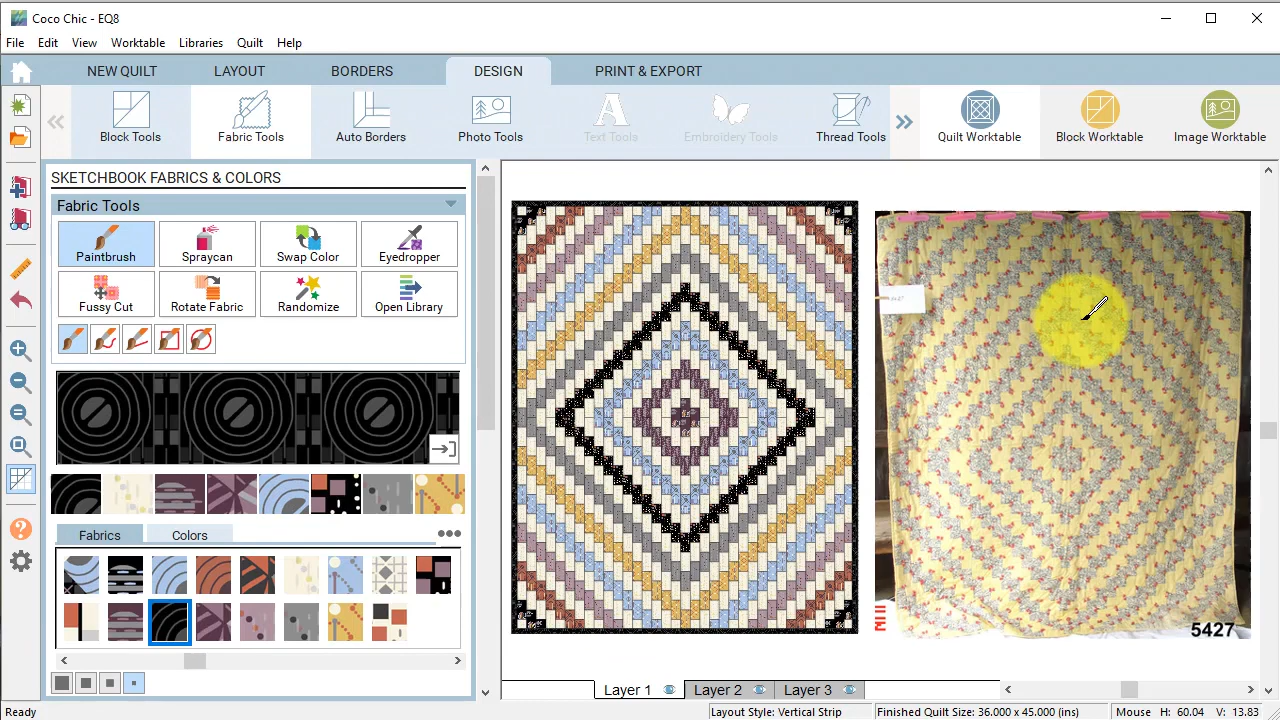 Coco Chic - EQ8
File Edit View Worktable Libraries Quilt Help
NEW QUILT LAYOUT BORDERS DESIGN PRINT & EXPORT
Block Tools Fabric Tools Auto Borders Photo Tools Text Tools Embroidery Tools Thread Tools Quilt Worktable Block Worktable Image Worktable
SKETCHBOOK FABRICS & COLORS
Fabric Tools
Paintbrush Spraycan Swap Color Eyedropper
Fussy Cut Rotate Fabric Randomize Open Library
Fabrics Colors
5427
Layer 1 Layer 2 Layer 3
Ready Layout Style: Vertical Strip Finished Quilt Size: 36.000 x 45.000 (ins) Mouse H: 60.04 V: 13.83